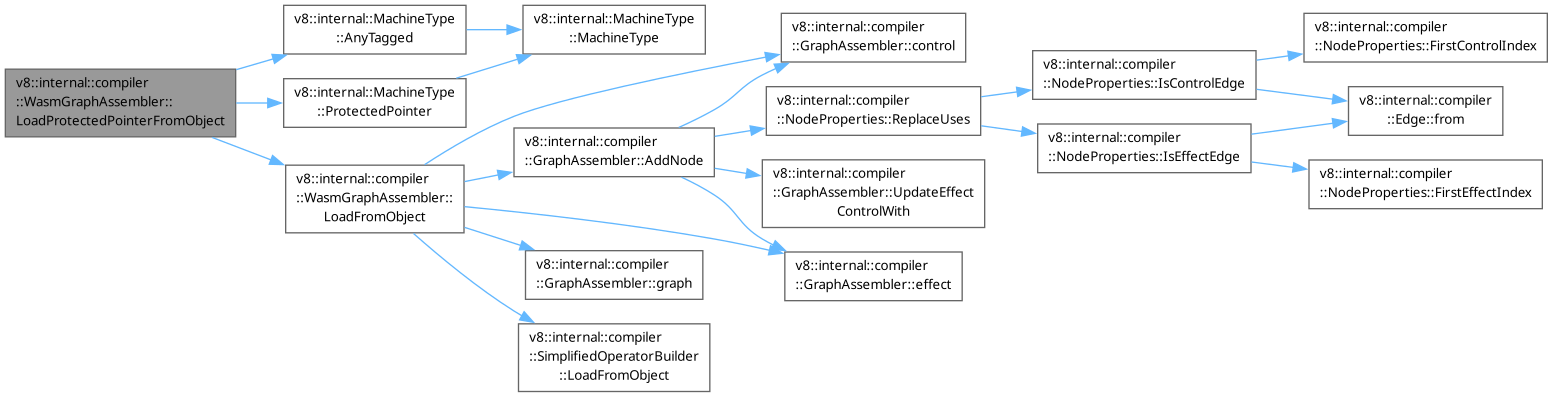 v8::internal::compiler
::WasmGraphAssembler::
LoadProtectedPointerFromObject
v8::internal::MachineType
::AnyTagged
v8::internal::MachineType
::MachineType
v8::internal::MachineType
::ProtectedPointer
v8::internal::compiler
::WasmGraphAssembler::
LoadFromObject
v8::internal::compiler
::GraphAssembler::control
v8::internal::compiler
::GraphAssembler::AddNode
v8::internal::compiler
::NodeProperties::ReplaceUses
v8::internal::compiler
::NodeProperties::IsControlEdge
v8::internal::compiler
::NodeProperties::FirstControlIndex
v8::internal::compiler
::Edge::from
v8::internal::compiler
::NodeProperties::IsEffectEdge
v8::internal::compiler
::NodeProperties::FirstEffectIndex
v8::internal::compiler
::GraphAssembler::UpdateEffect
ControlWith
v8::internal::compiler
::GraphAssembler::effect
v8::internal::compiler
::GraphAssembler::graph
v8::internal::compiler
::SimplifiedOperatorBuilder
::LoadFromObject